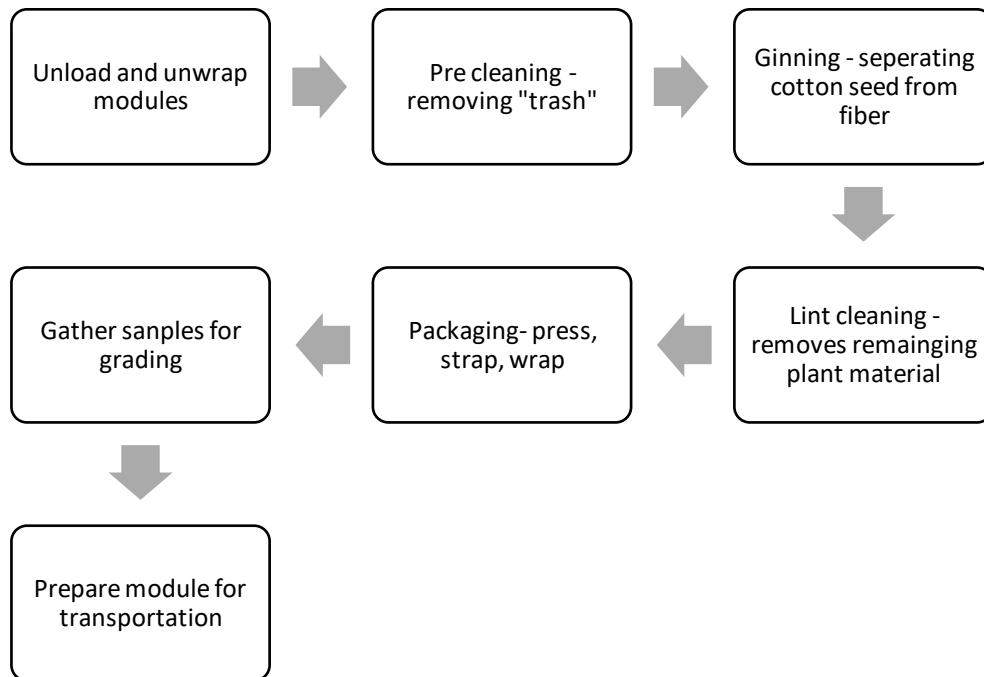 Unload and unwrap
modules
Pre cleaning -
removing "trash"
Ginning - seperating
cotton seed from
fiber
Lint cleaning -
removes remainging
plant material
Packaging- press,
strap, wrap
Gather sanples for
grading
Prepare module for
transportation